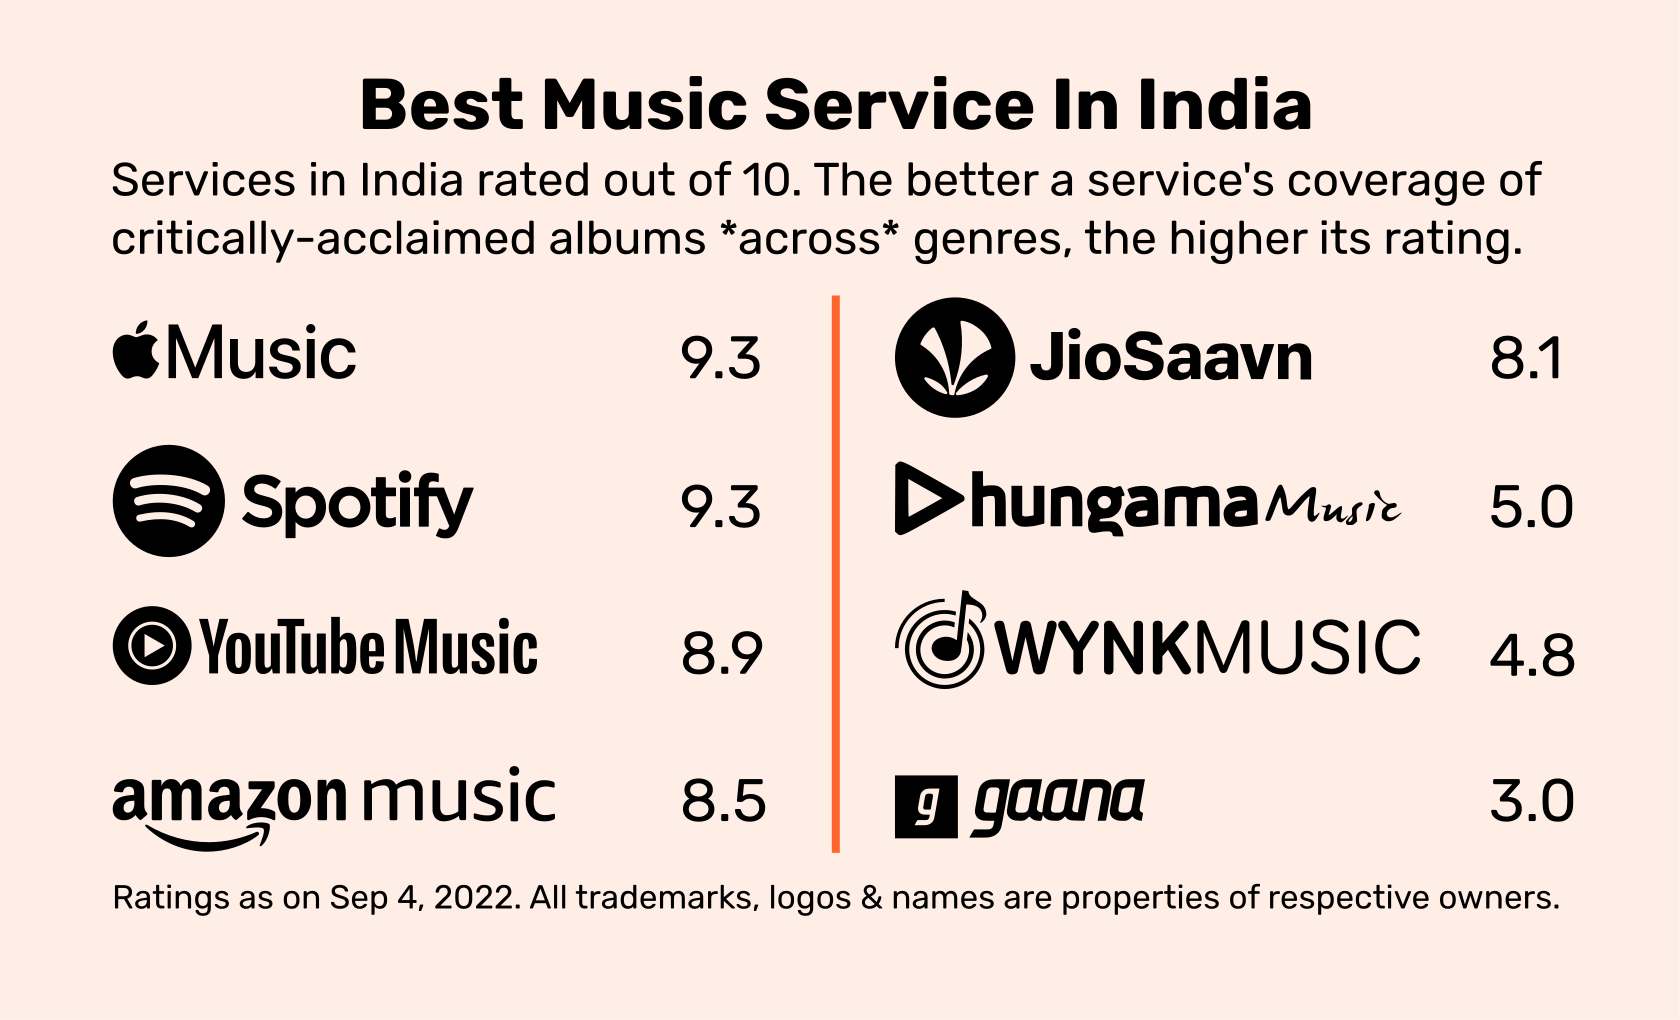 Best Music Service In India
Services in India rated out of 10. The better a service's coverage of
critically-acclaimed albums *across* genres, the higher its rating.
Music 9.3
Spotify 9.3
YouTube Music 8.9
amazon music 8.5
JioSaavn 8.1
hungama Music 5.0
WYNKMUSIC 4.8
g gaana 3.0
Ratings as on Sep 4, 2022. All trademarks, logos & names are properties of respective owners.